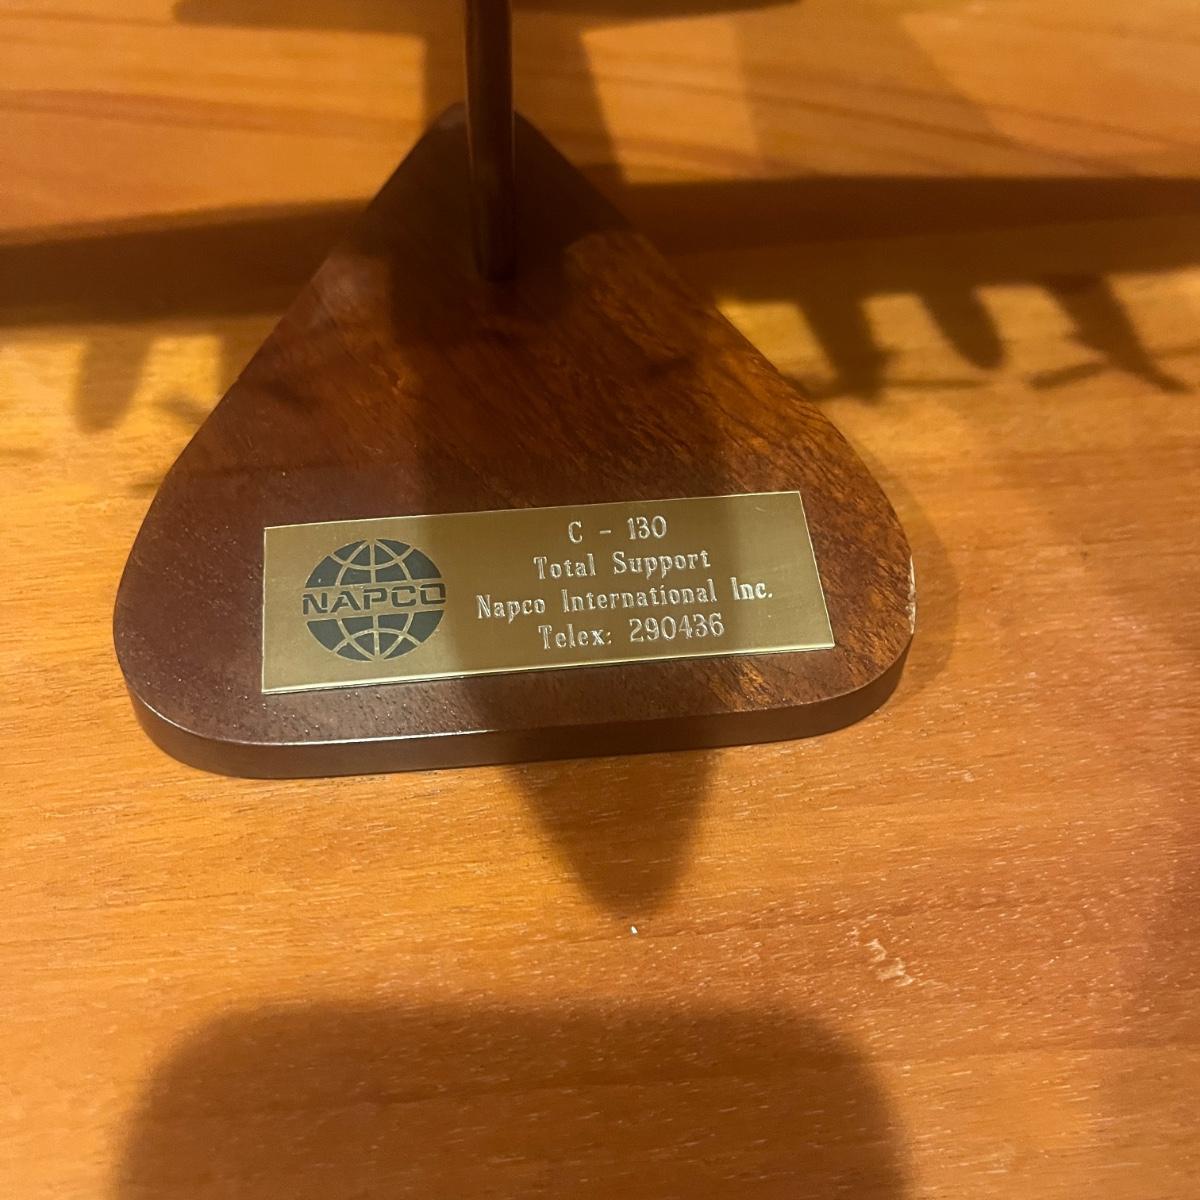 NAPCO
C - 130
Total Support
Napco International Inc.
Telex: 290436